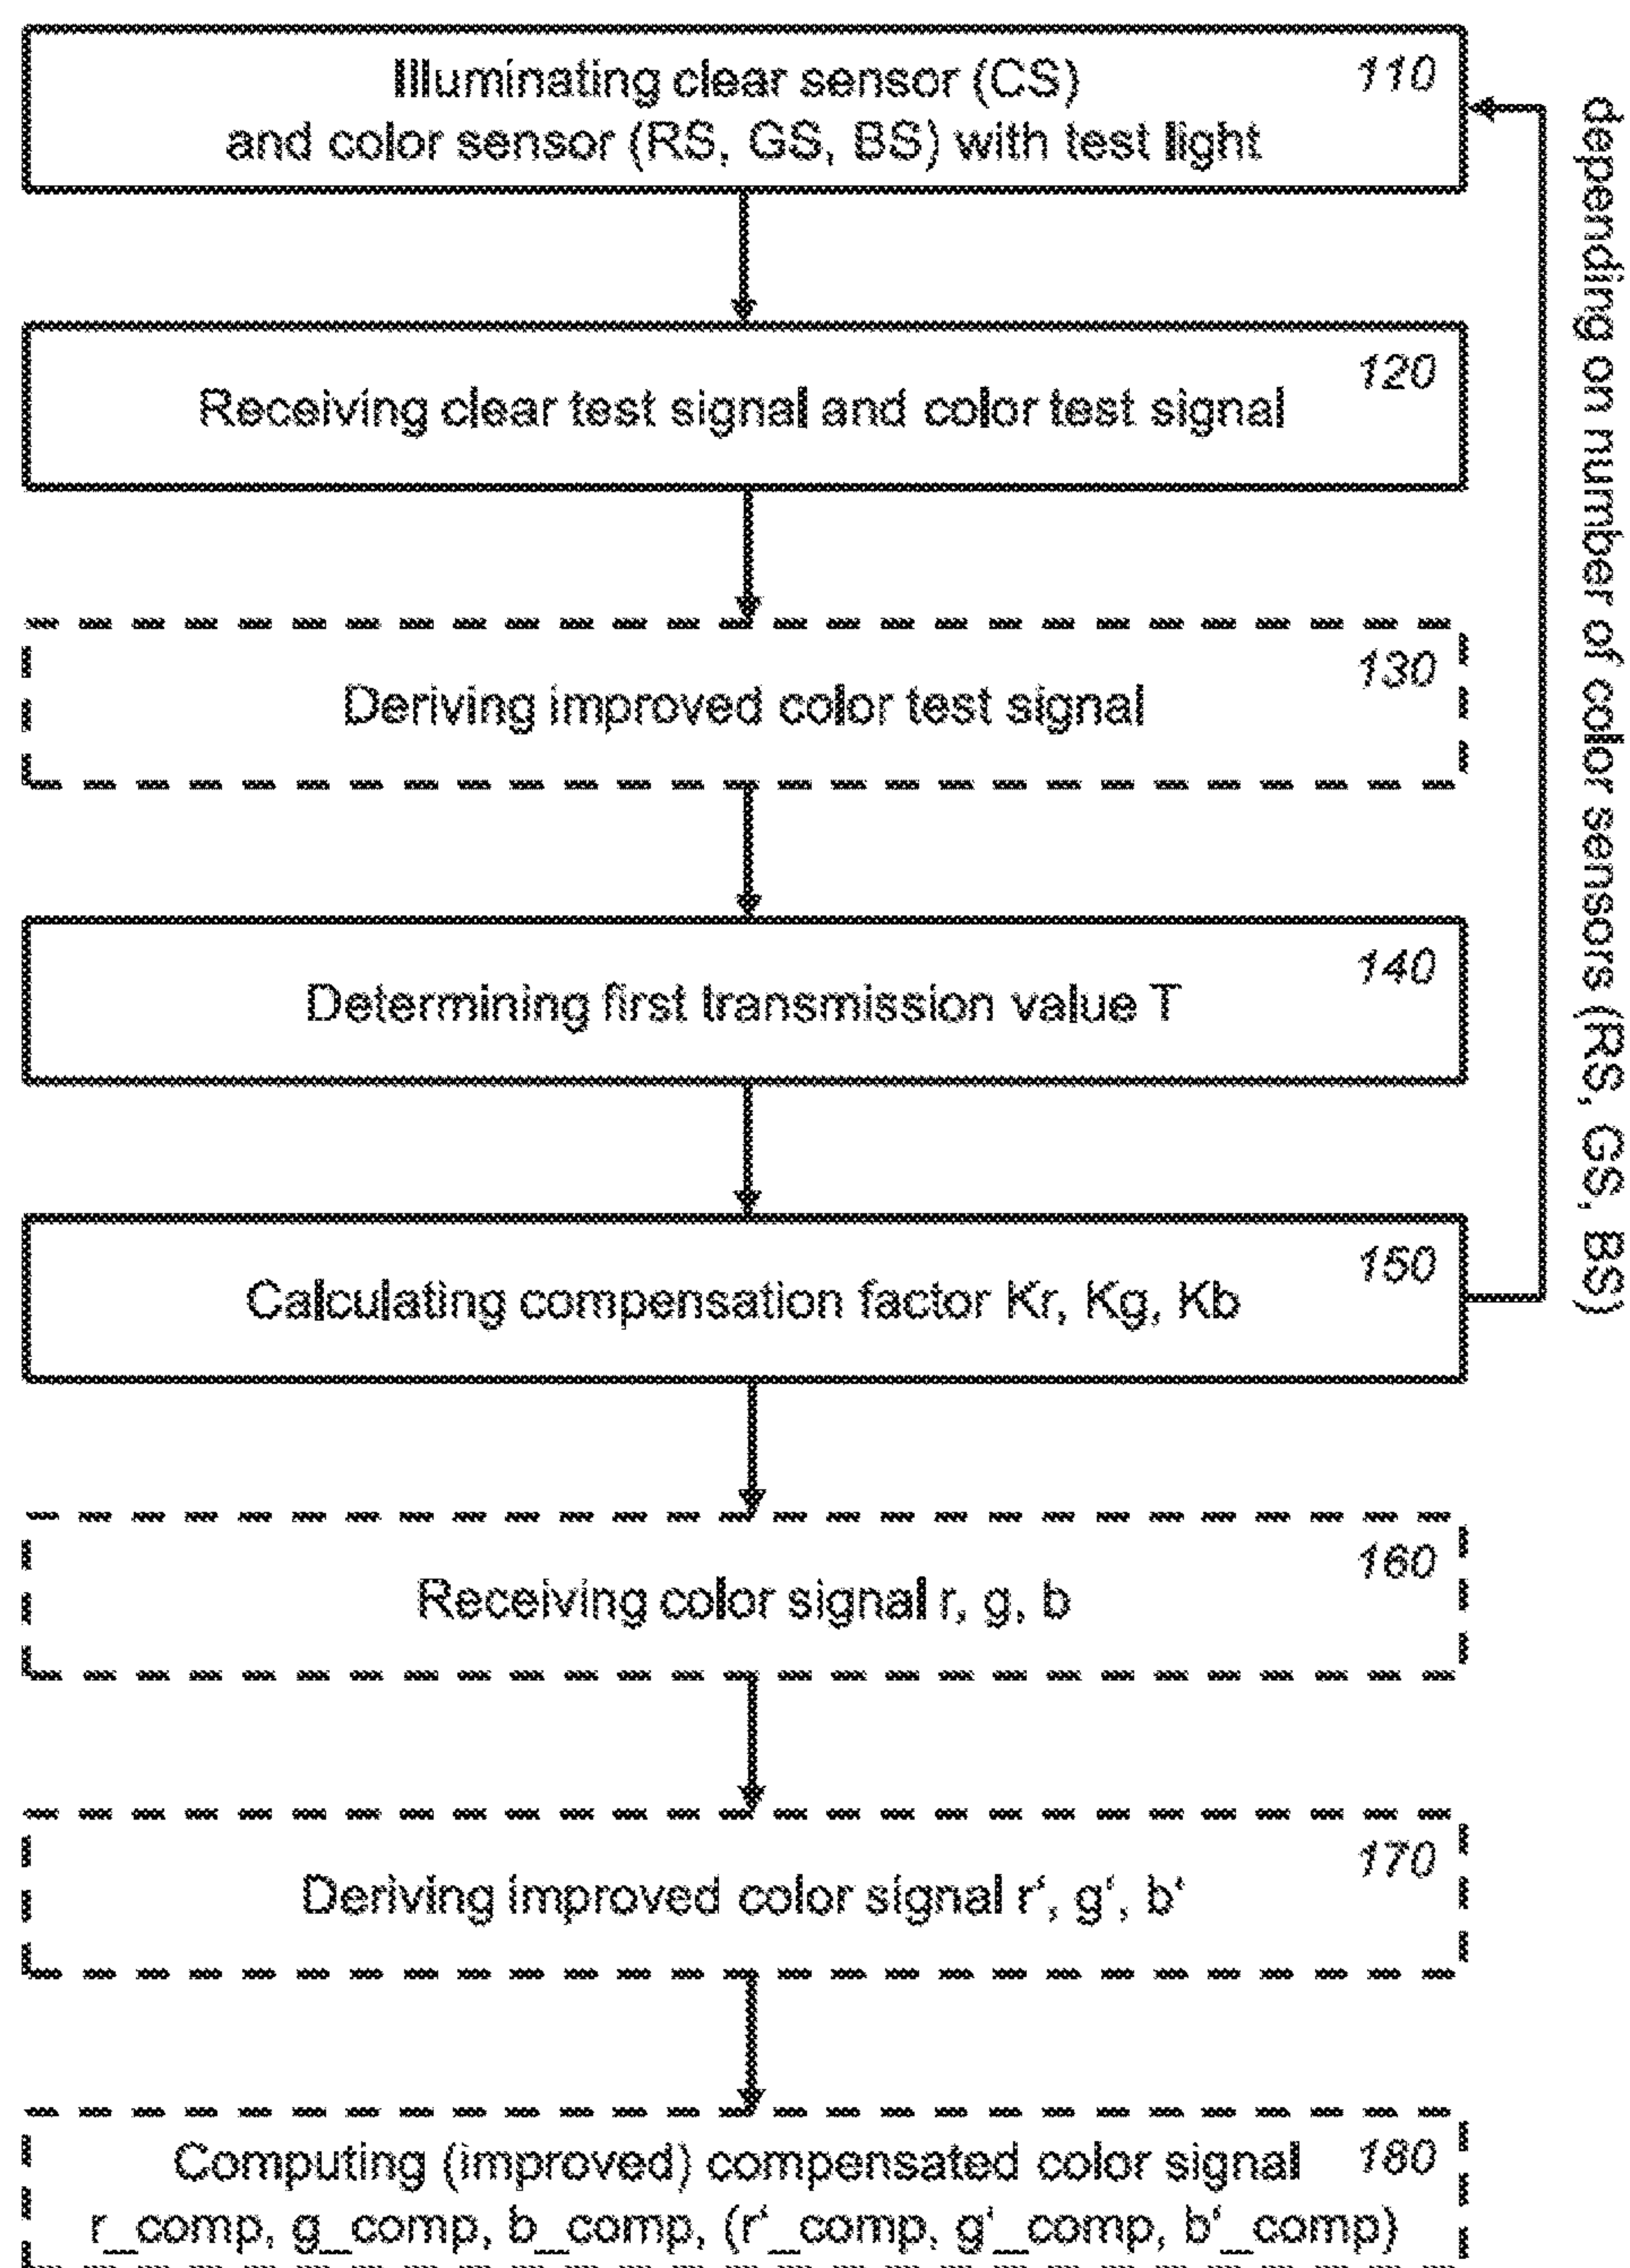 Illuminating clear sensor (CS) 110
and color sensor (RS, GS, BS) with test light
Receiving clear test signal and color test signal 120
Deriving improved color test signal 130
Determining first transmission value T 140
Calculating compensation factor Kr, Kg, Kb 150
depending on number of color sensors (RS, GS, BS)
Receiving color signal r, g, b 160
Deriving improved color signal r‘, g‘, b‘ 170
Computing (improved) compensated color signal 180
r_comp, g_comp, b_comp, (r‘_comp, g‘_comp, b‘_comp)